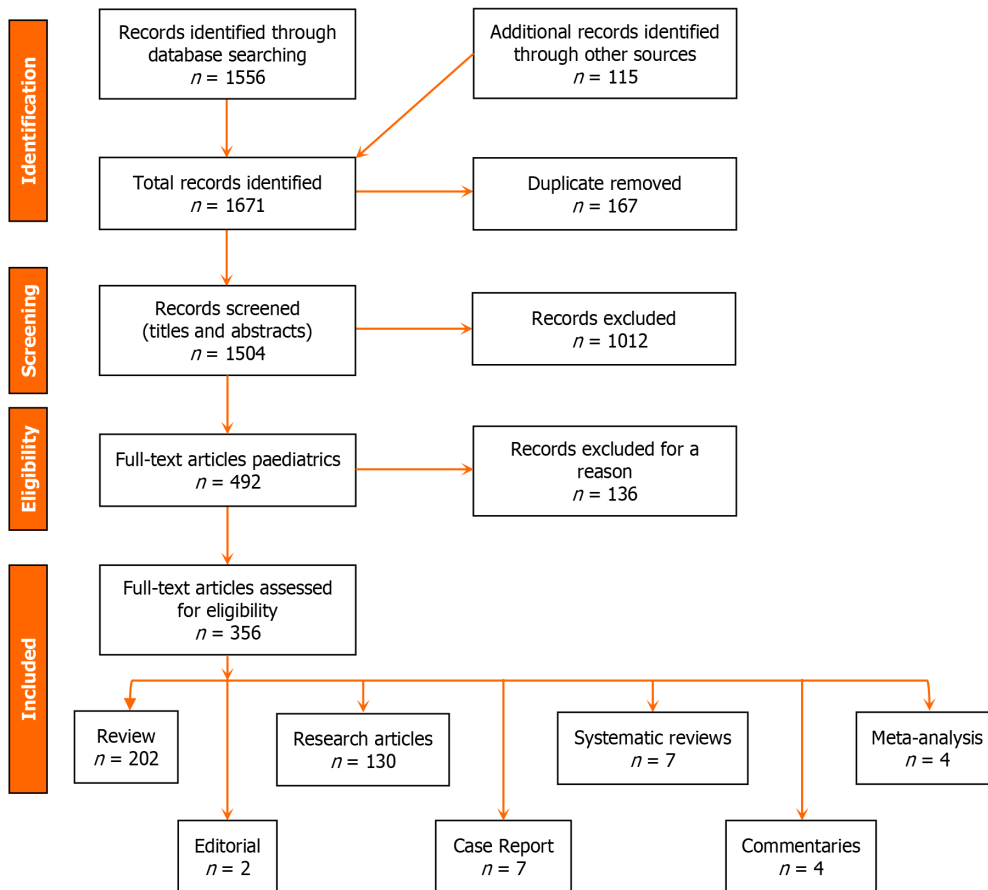 Identification
Records identified through
database searching
n = 1556
Additional records identified
through other sources
n = 115
Total records identified
n = 1671
Duplicate removed
n = 167
Screening
Records screened
(titles and abstracts)
n = 1504
Records excluded
n = 1012
Eligibility
Full-text articles paediatrics
n = 492
Records excluded for a
reason
n = 136
Included
Full-text articles assessed
for eligibility
n = 356
Review
n = 202
Research articles
n = 130
Systematic reviews
n = 7
Meta-analysis
n = 4
Editorial
n = 2
Case Report
n = 7
Commentaries
n = 4